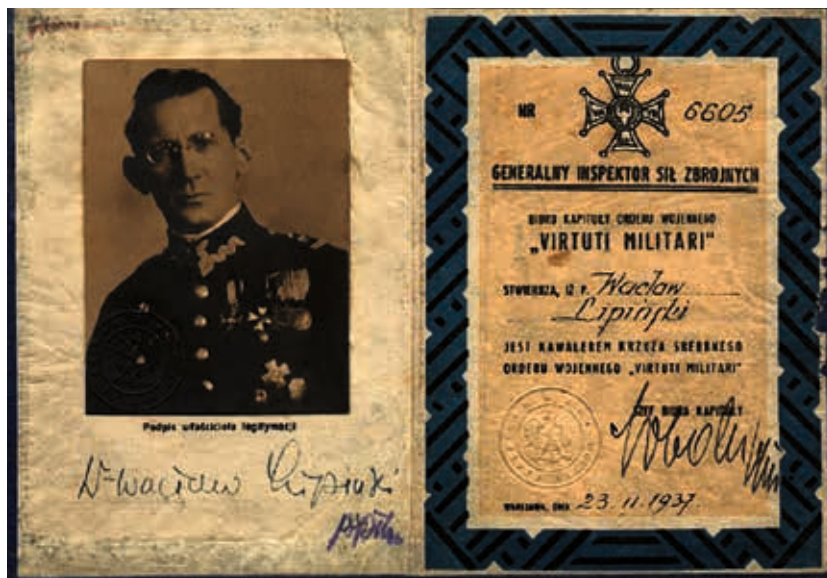 Podpis właściciela legitymacji
Dr Wacław Lipiński
NR 6605
GENERALNY INSPEKTOR SIŁ ZBROJNYCH
BIURO KAPITUŁY ORDERU WOJENNEGO
„VIRTUTI MILITARI"
STWIERDZA, IŻ P. Wacław
Lipiński
JEST KAWALEREM KRZYŻA SREBRNEGO
ORDERU WOJENNEGO „VIRTUTI MILITARI"
SZEF BIURA KAPITUŁY
WARSZAWA, DNIA 23.11.1937.